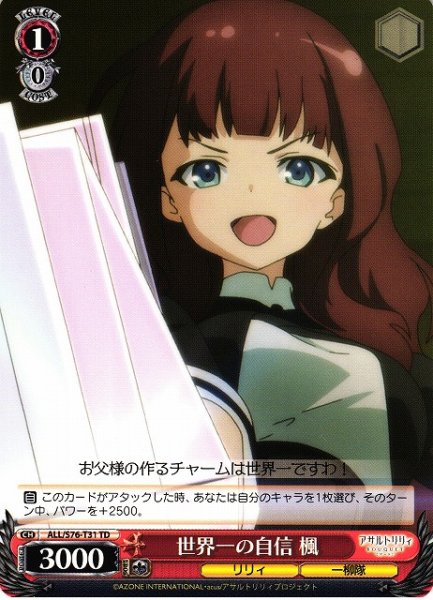 LEVEL
1
0
COST
お父様の作るチャームは世界一ですわ！
自 このカードがアタックした時、あなたは自分のキャラを1枚選び、そのターン
中、パワーを＋2500。
CH ALL/S76-T31 TD
3000
世界一の自信 楓
アサルトリリィ
BOUQUET
リリィ
一柳隊
©AZONE INTERNATIONAL・acus/アサルトリリィプロジェクト